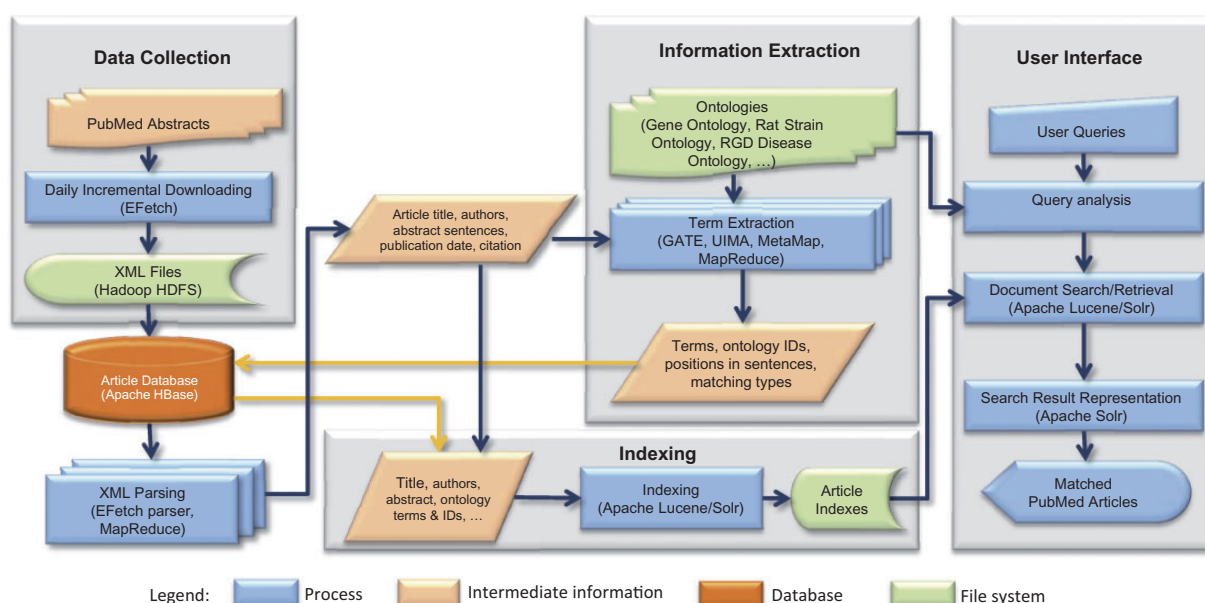 Data Collection
PubMed Abstracts
Daily Incremental Downloading
(EFetch)
XML Files
(Hadoop HDFS)
Article Database
(Apache HBase)
XML Parsing
(EFetch parser,
MapReduce)
Article title, authors,
abstract sentences,
publication date, citation
Information Extraction
Ontologies
(Gene Ontology, Rat Strain
Ontology, RGD Disease
Ontology, …)
Term Extraction
(GATE, UIMA, MetaMap,
MapReduce)
Terms, ontology IDs,
positions in sentences,
matching types
Indexing
Title, authors,
abstract, ontology
terms & IDs, …
Indexing
(Apache Lucene/Solr)
Article
Indexes
User Interface
User Queries
Query analysis
Document Search/Retrieval
(Apache Lucene/Solr)
Search Result Representation
(Apache Solr)
Matched
PubMed Articles
Legend: Process Intermediate information Database File system